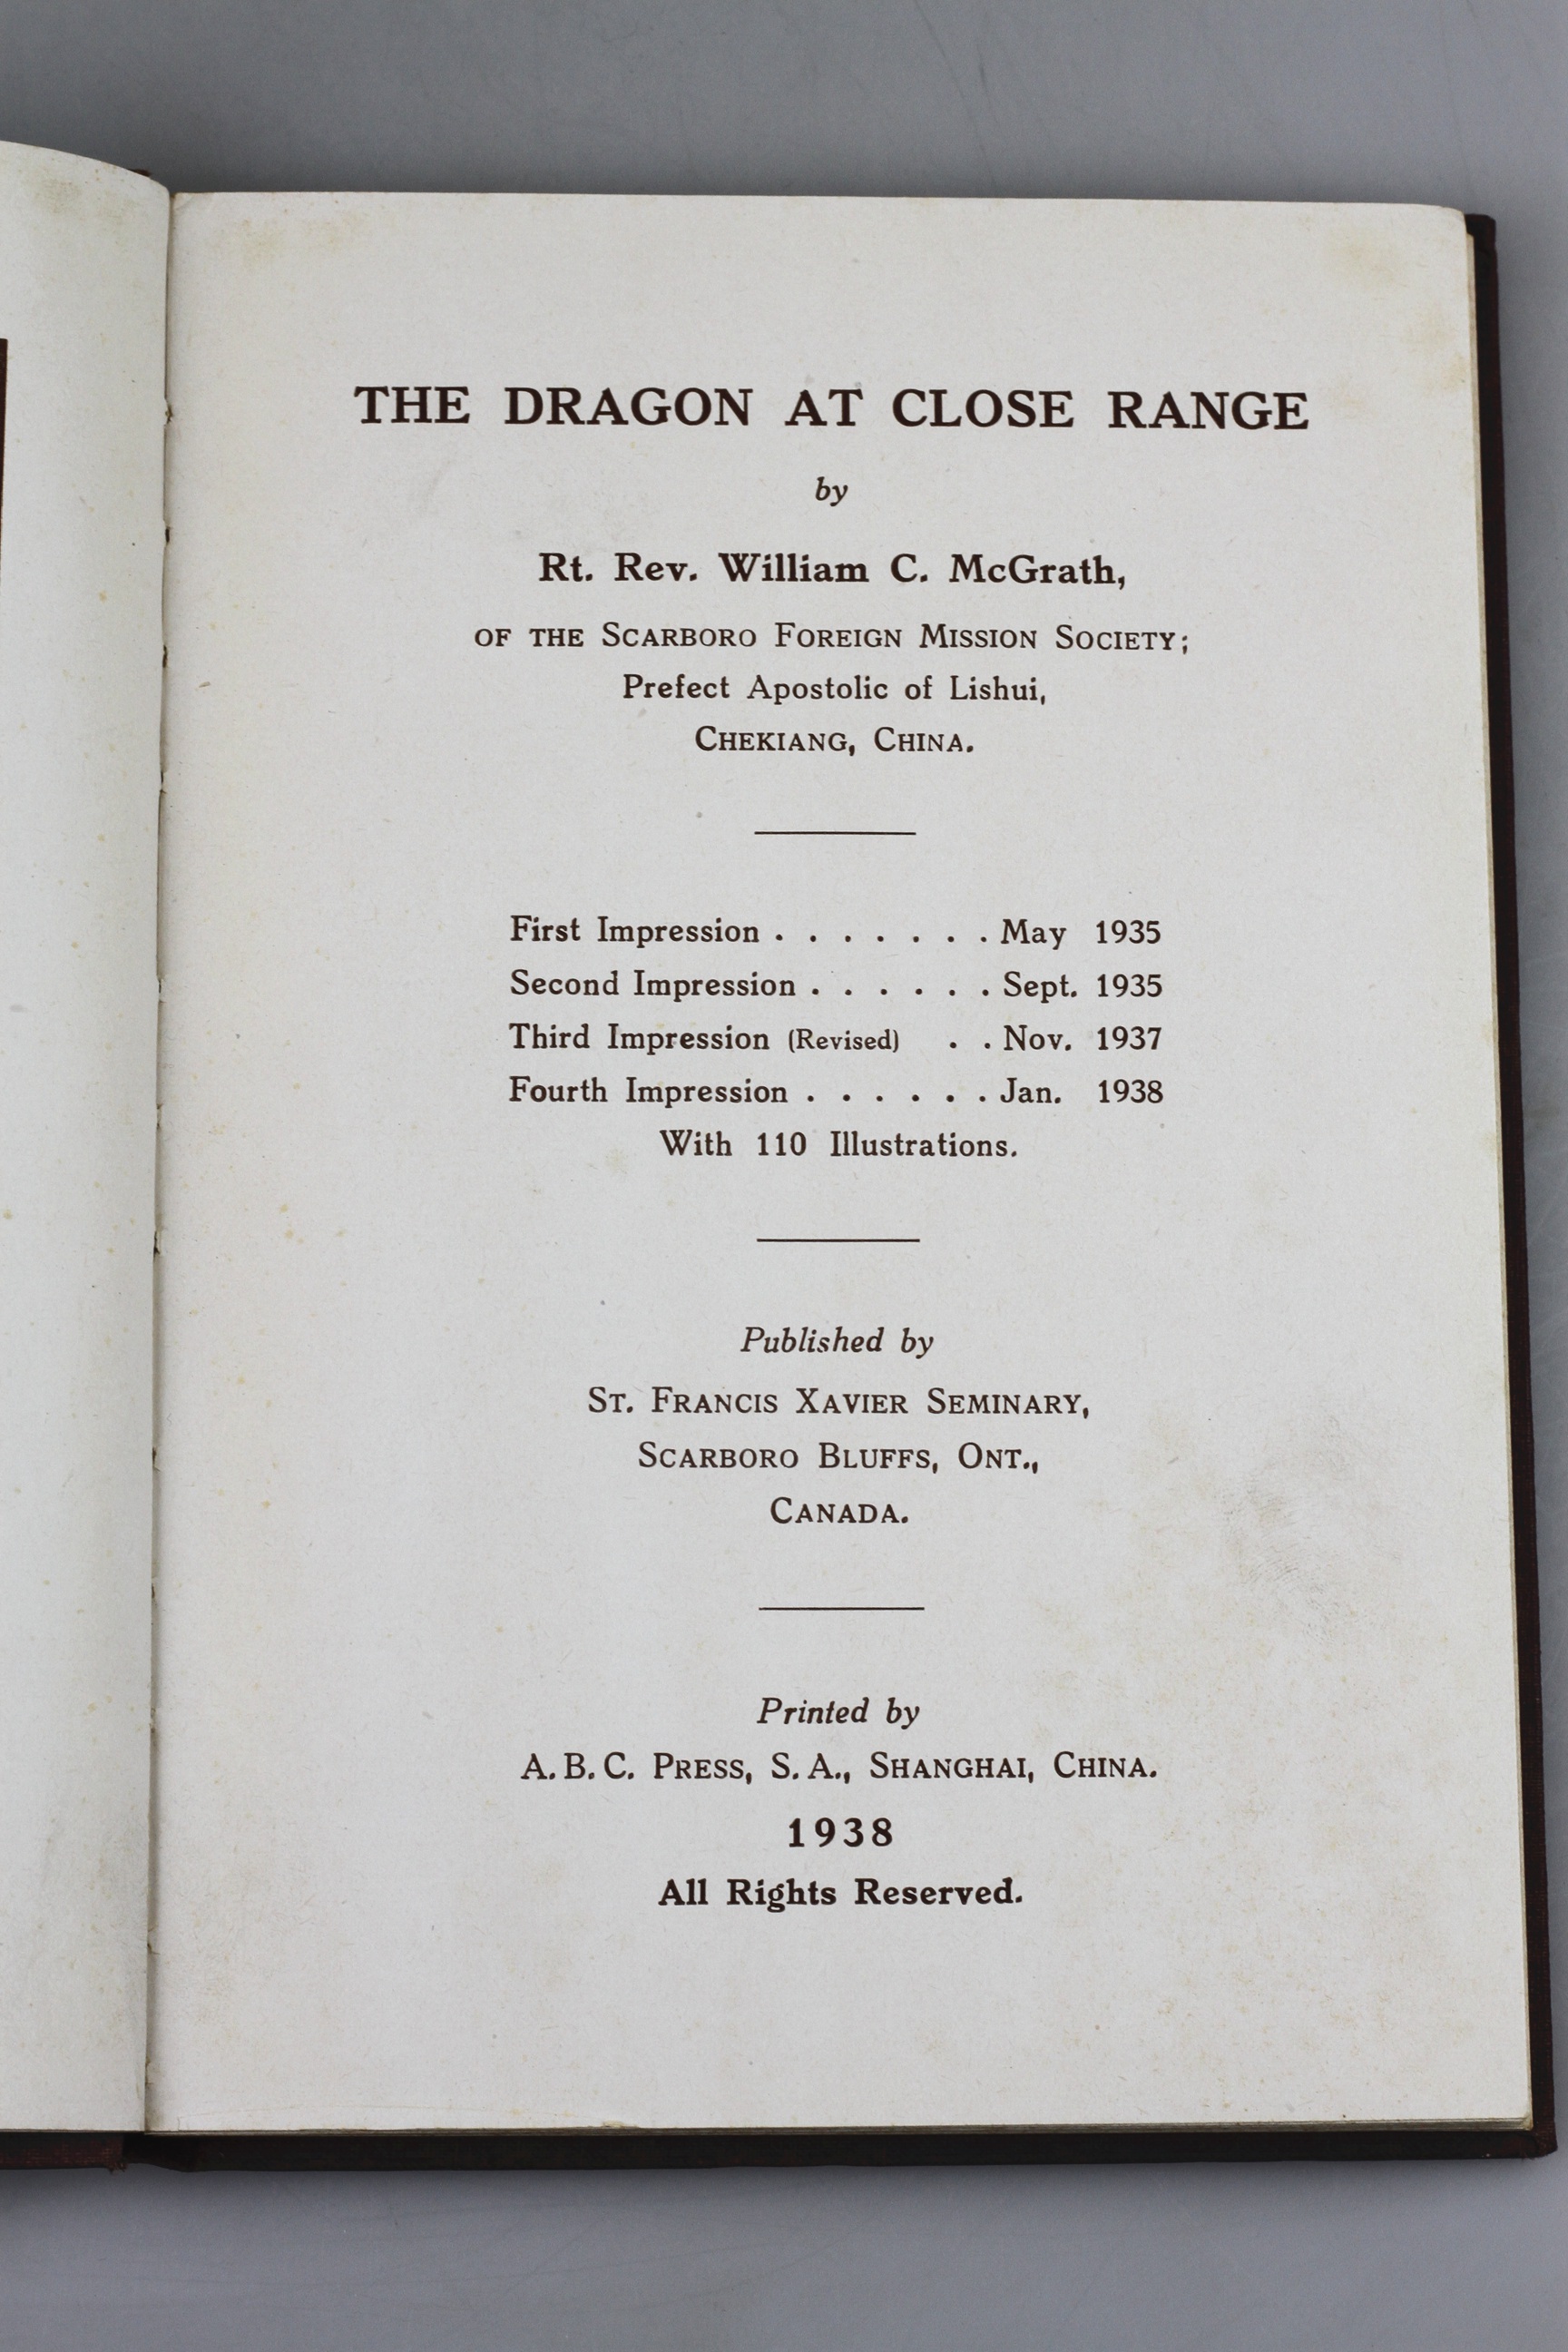 THE DRAGON AT CLOSE RANGE
by
Rt. Rev. William C. McGrath,
OF THE SCARBORO FOREIGN MISSION SOCIETY;
Prefect Apostolic of Lishui,
CHEKIANG, CHINA.
First Impression . . . . . . . May 1935
Second Impression . . . . . . Sept. 1935
Third Impression (Revised) . . Nov. 1937
Fourth Impression . . . . . . Jan. 1938
With 110 Illustrations.
Published by
ST. FRANCIS XAVIER SEMINARY,
SCARBORO BLUFFS, ONT.,
CANADA.
Printed by
A. B. C. PRESS, S. A., SHANGHAI, CHINA.
1938
All Rights Reserved.